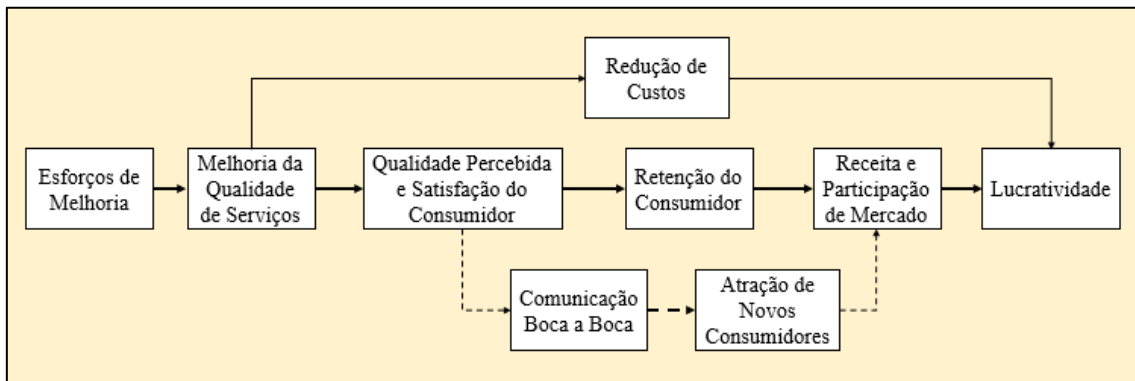 Redução de
Custos
Esforços de
Melhoria
Melhoria da
Qualidade
de Serviços
Qualidade Percebida
e Satisfação do
Consumidor
Retenção do
Consumidor
Receita e
Participação
de Mercado
Lucratividade
Comunicação
Boca a Boca
Atração de
Novos
Consumidores